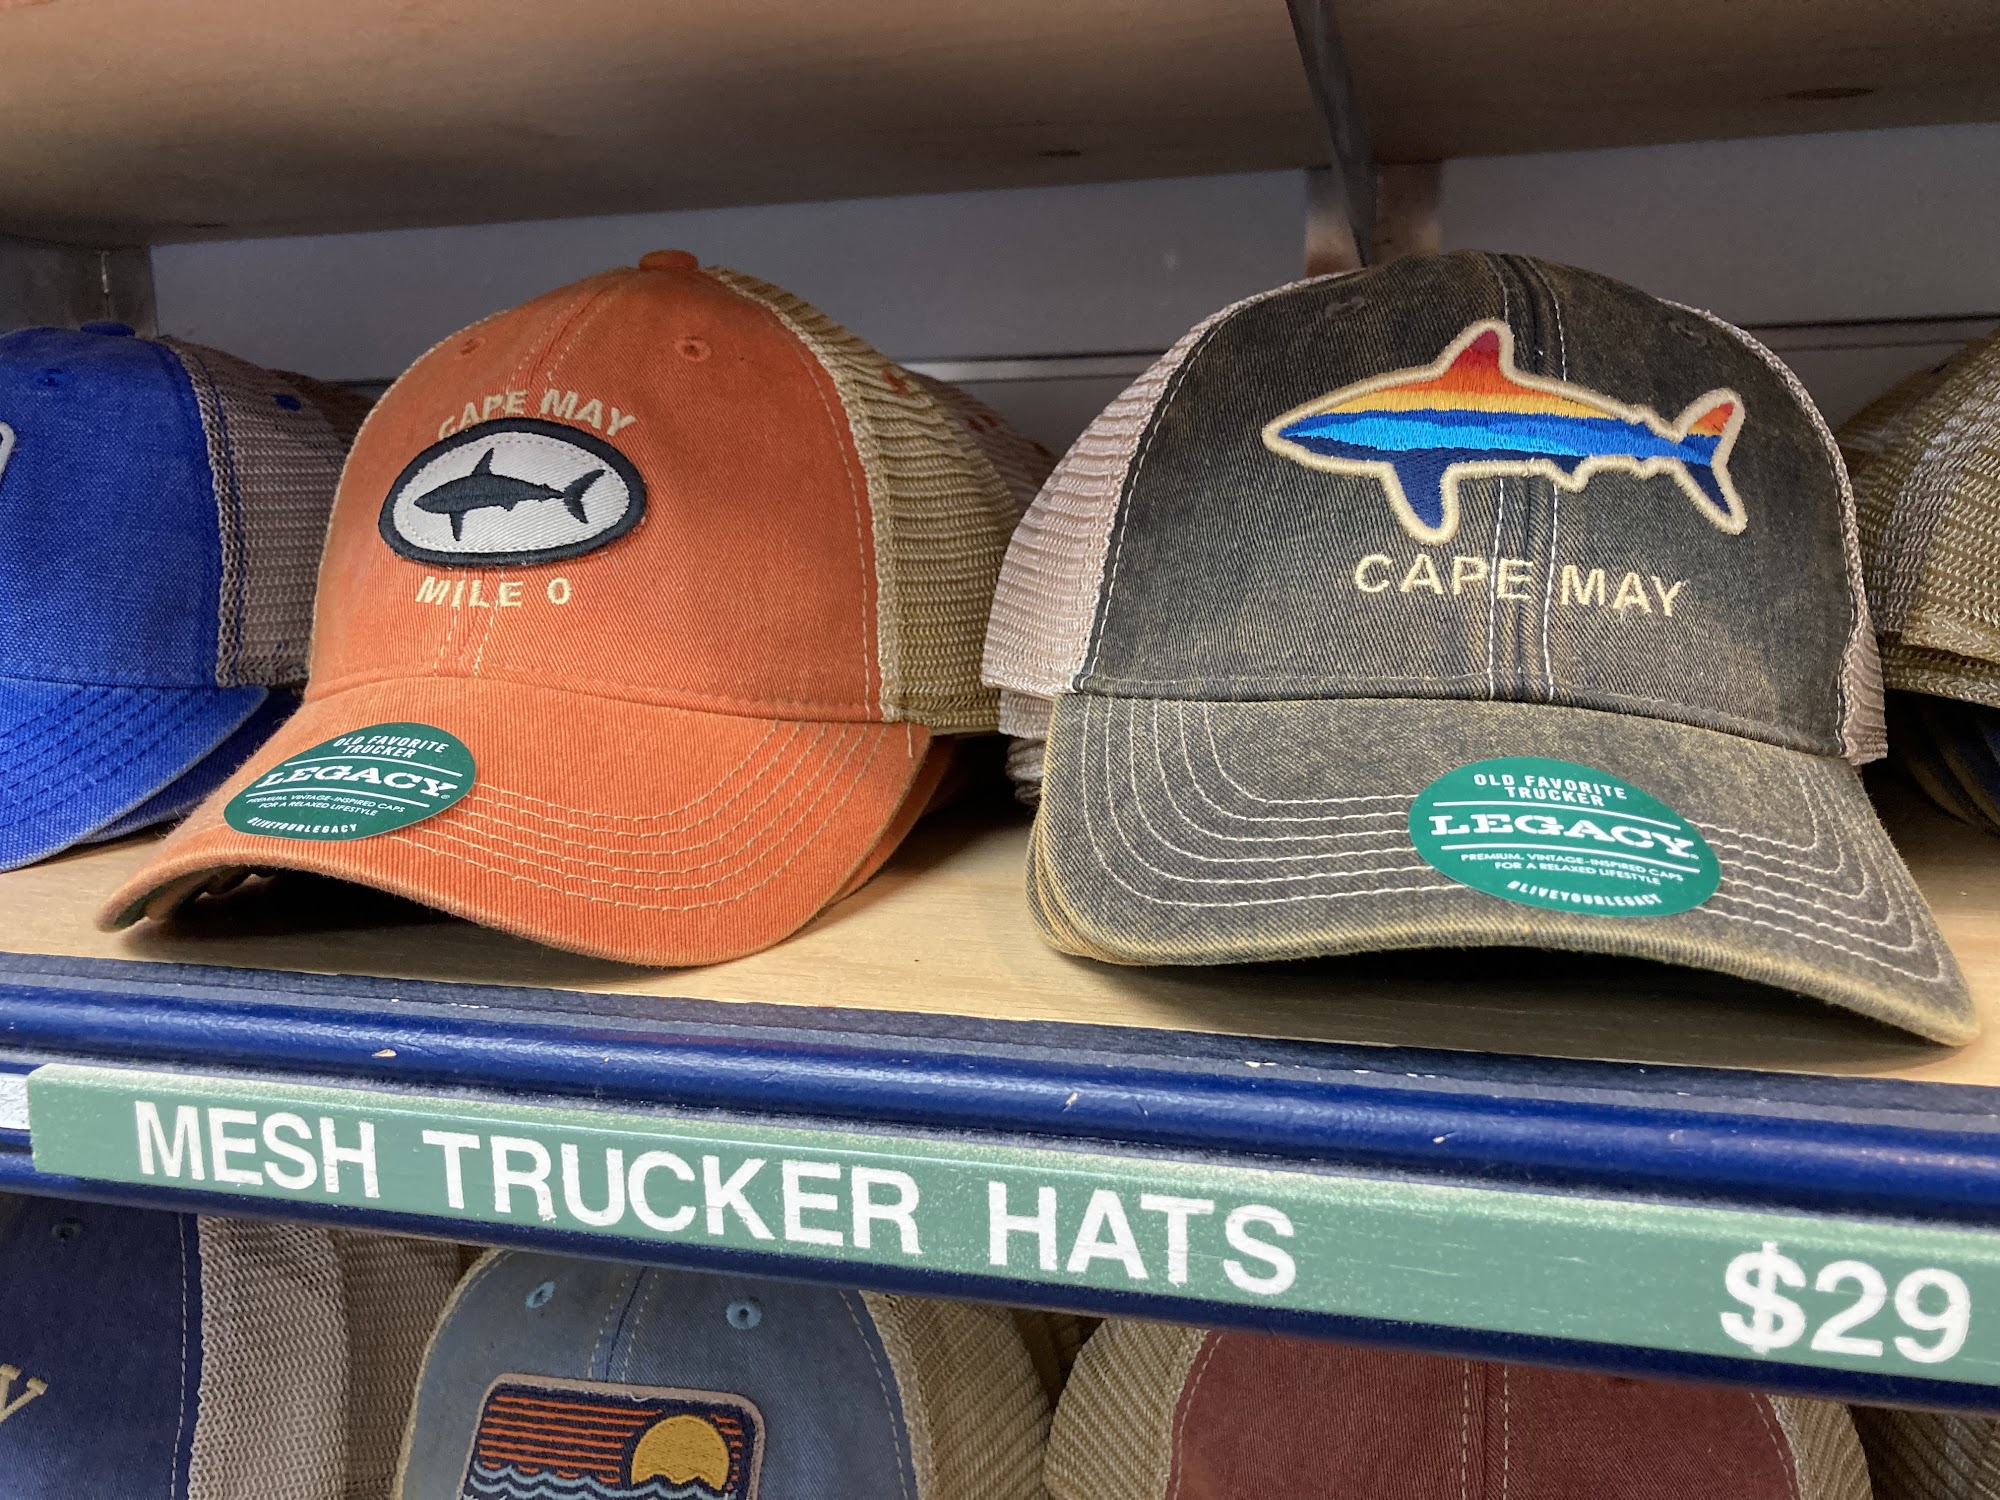 CAPE MAY
MILE 0
OLD FAVORITE
TRUCKER
LEGACY®
PREMIUM, VINTAGE-INSPIRED CAPS
FOR A RELAXED LIFESTYLE
#LIVEYOURLEGACY
CAPE MAY
OLD FAVORITE
TRUCKER
LEGACY®
PREMIUM, VINTAGE-INSPIRED CAPS
FOR A RELAXED LIFESTYLE
#LIVEYOURLEGACY
MESH TRUCKER HATS $29